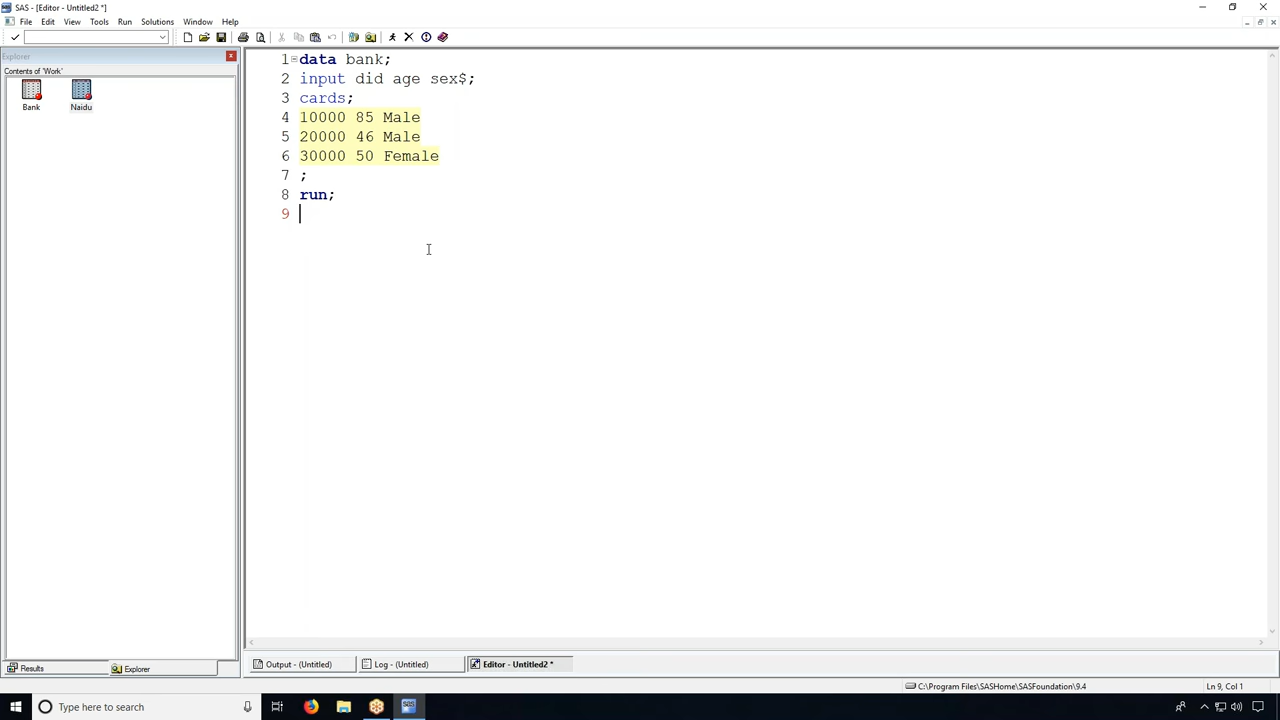 SAS - [Editor - Untitled2 *]
File Edit View Tools Run Solutions Window Help
Explorer
Contents of 'Work'
Bank Naidu
1 data bank;
2 input did age sex$;
3 cards;
4 10000 85 Male
5 20000 46 Male
6 30000 50 Female
7 ;
8 run;
9
Results Explorer
Output - (Untitled) Log - (Untitled) Editor - Untitled2 *
C:\Program Files\SASHome\SASFoundation\9.4 Ln 9, Col 1
Type here to search